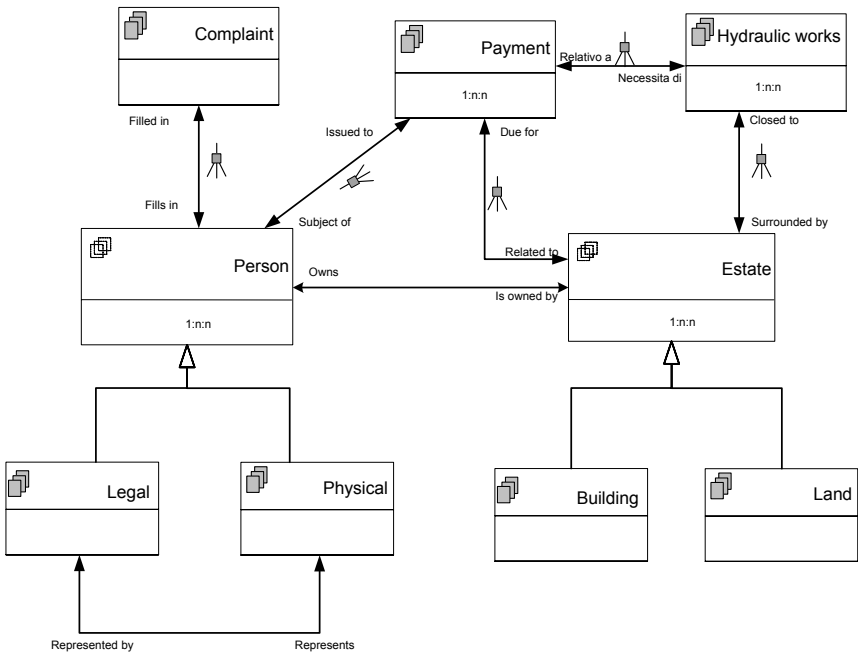 Complaint
Payment
Hydraulic works
Relativo a
Necessita di
1:n:n
1:n:n
Filled in
Issued to
Due for
Closed to
Fills in
Subject of
Surrounded by
Person
Related to
Estate
Owns
Is owned by
1:n:n
1:n:n
Legal
Physical
Building
Land
Represented by
Represents